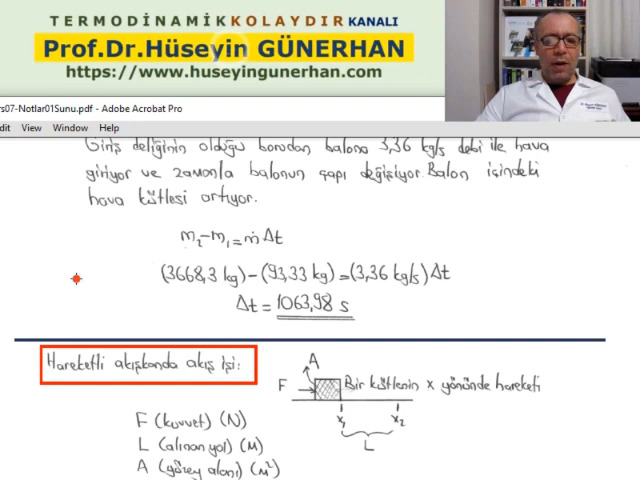 TERMODİNAMİKKOLAYDIR KANALI
Prof.Dr.Hüseyin GÜNERHAN
https://www.huseyingunerhan.com
rs07-Notlar01Sunu.pdf - Adobe Acrobat Pro
dit View Window Help
Giriş deliğinin olduğu borudan balona 3,36 kg/s debi ile hava
giriyor ve zamanla balonun çapı değişiyor. Balon içindeki
hava kütlesi artıyor.
m₂-m₁=ṁ Δt
(3668,3 kg)-(93,33 kg)=(3,36 kg/s) Δt
Δt = 1063,98 s
Hareketli akışkanda akış işi:
A
F
Bir kütlenin x yönünde hareketi
x₁ x₂
L
F (kuvvet) (N)
L (alınan yol) (m)
A (yüzey alanı) (m²)